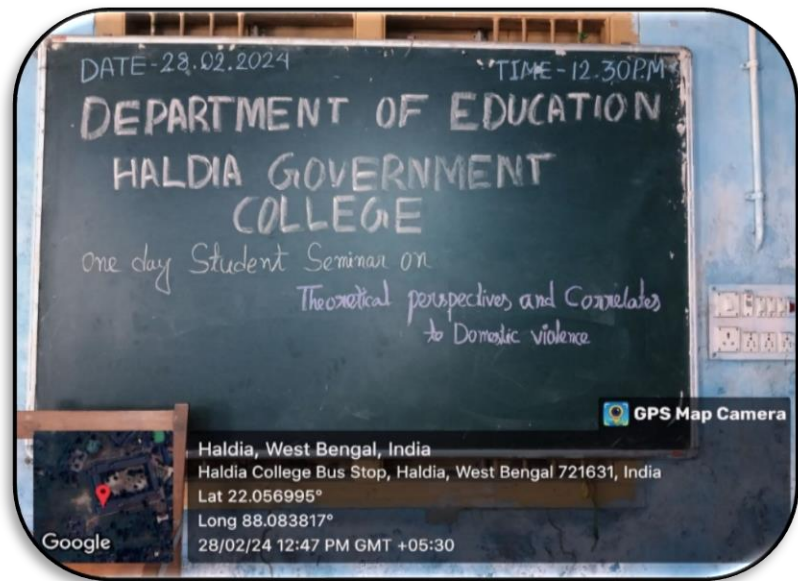 DATE-28.02.2024 TIME-12.30P.M
DEPARTMENT OF EDUCATION
HALDIA GOVERNMENT
COLLEGE
one day Student Seminar on
Theoretical perspectives and Correlates
to Domestic violence
GPS Map Camera
Haldia, West Bengal, India
Haldia College Bus Stop, Haldia, West Bengal 721631, India
Lat 22.056995°
Long 88.083817°
28/02/24 12:47 PM GMT +05:30
Google